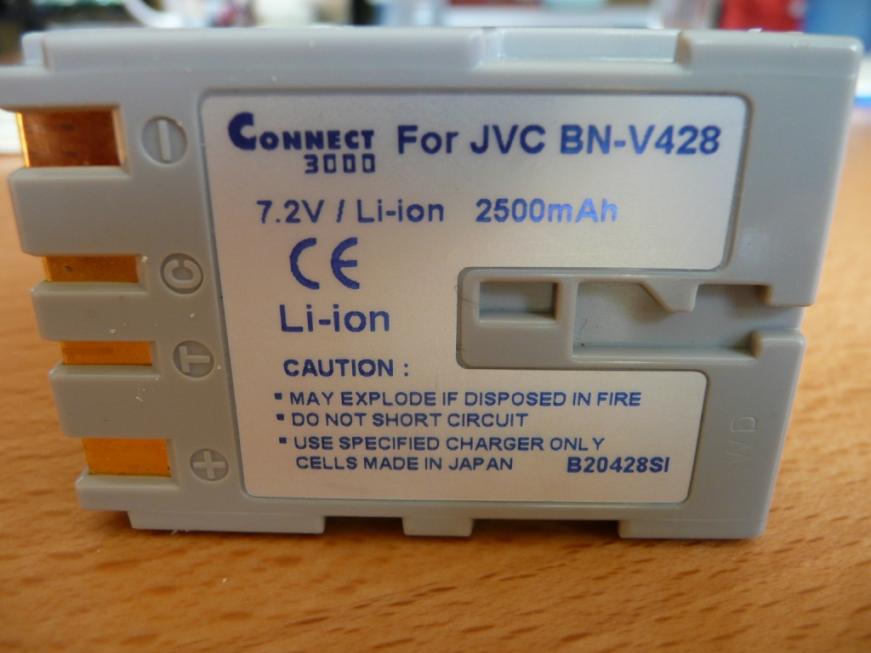 CONNECT 3000 For JVC BN-V428
7.2V / Li-ion 2500mAh
CE
Li-ion
CAUTION :
▪ MAY EXPLODE IF DISPOSED IN FIRE
▪ DO NOT SHORT CIRCUIT
▪ USE SPECIFIED CHARGER ONLY
CELLS MADE IN JAPAN B20428SI
−
C
T
+
WD